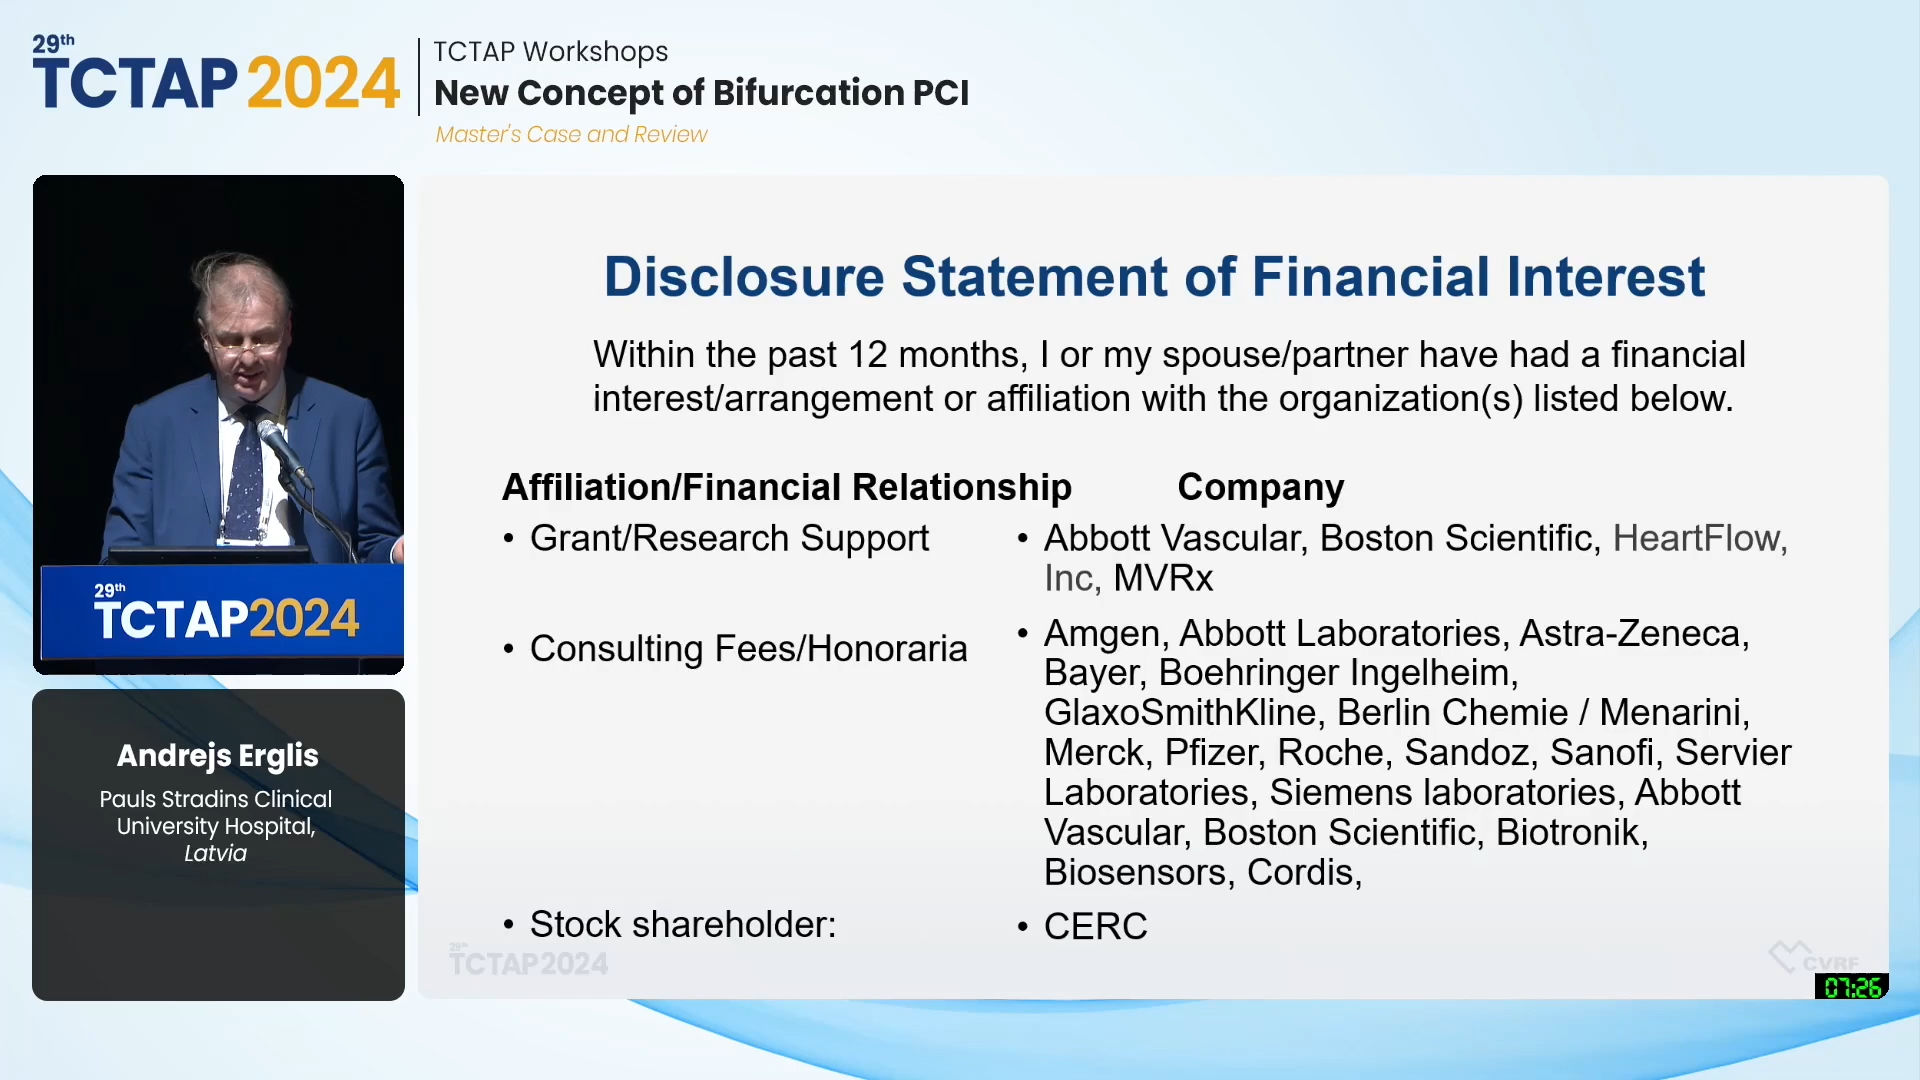 29th
TCTAP 2024
TCTAP Workshops
New Concept of Bifurcation PCI
Master's Case and Review
29th
TCTAP2024
Andrejs Erglis
Pauls Stradins Clinical
University Hospital,
Latvia
Disclosure Statement of Financial Interest
Within the past 12 months, I or my spouse/partner have had a financial
interest/arrangement or affiliation with the organization(s) listed below.
Affiliation/Financial Relationship
Company
• Grant/Research Support
• Abbott Vascular, Boston Scientific, HeartFlow,
Inc, MVRx
• Consulting Fees/Honoraria
• Amgen, Abbott Laboratories, Astra-Zeneca,
Bayer, Boehringer Ingelheim,
GlaxoSmithKline, Berlin Chemie / Menarini,
Merck, Pfizer, Roche, Sandoz, Sanofi, Servier
Laboratories, Siemens laboratories, Abbott
Vascular, Boston Scientific, Biotronik,
Biosensors, Cordis,
• Stock shareholder:
• CERC
29th
TCTAP2024
CVRF
07:26